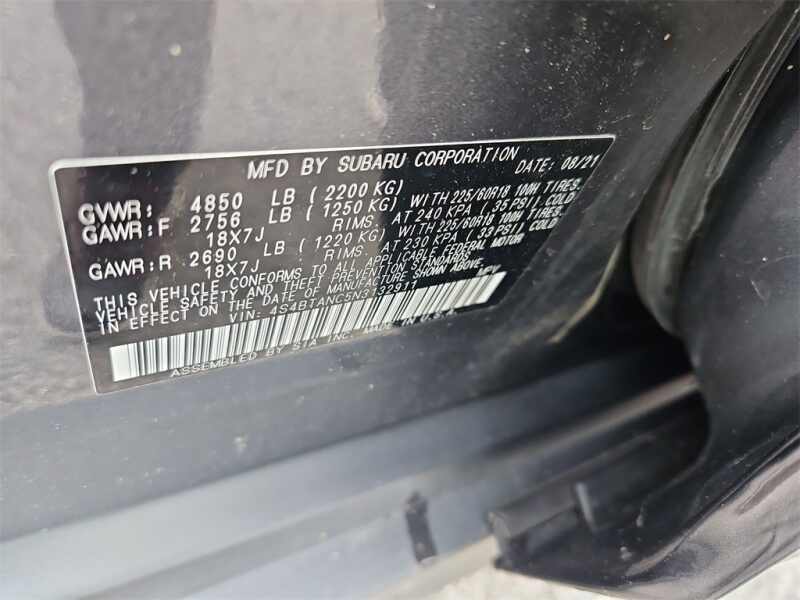 MFD BY SUBARU CORPORATION DATE: 08/21
GVWR: 4850 LB (2200 KG)
GAWR:F 2756 LB (1250 KG) WITH 225/60R18 100H TIRES.
18X7J RIMS. AT 240 KPA (35 PSI), COLD
GAWR:R 2690 LB (1220 KG) WITH 225/60R18 100H TIRES,
18X7J RIMS. AT 230 KPA (33 PSI), COLD
THIS VEHICLE CONFORMS TO ALL APPLICABLE FEDERAL MOTOR
VEHICLE SAFETY AND THEFT PREVENTION STANDARDS
IN EFFECT ON THE DATE OF MANUFACTURE SHOWN ABOVE.
VIN: 4S4BTANC5N3132911 MPV
ASSEMBLED BY SIA INC. MADE IN U.S.A